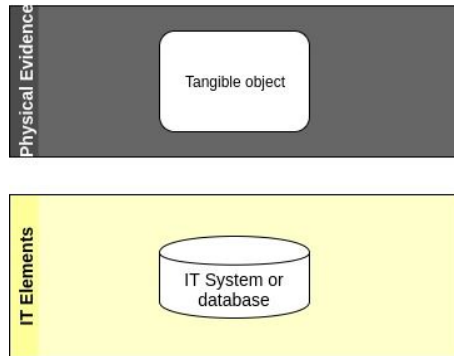 Physical Evidence
Tangible object
IT Elements
IT System or
database